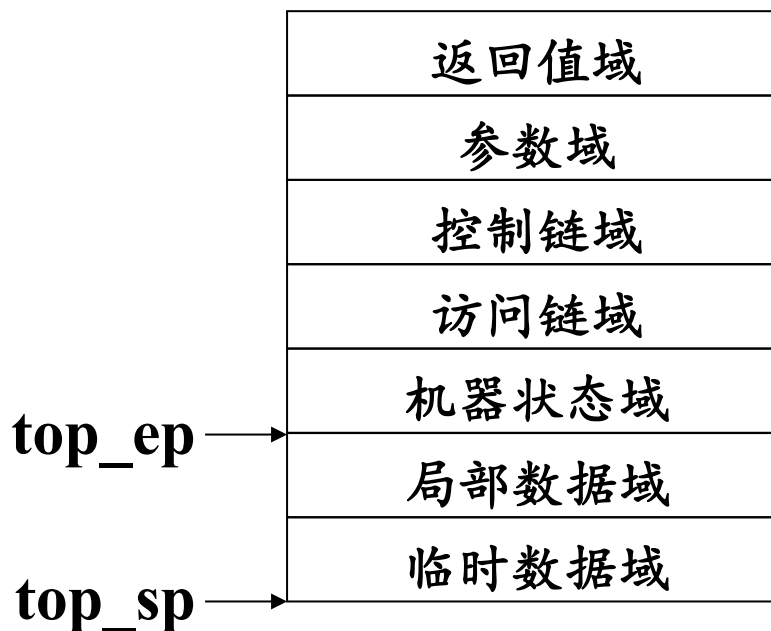 返回值域
参数域
控制链域
访问链域
机器状态域
top_ep
局部数据域
临时数据域
top_sp